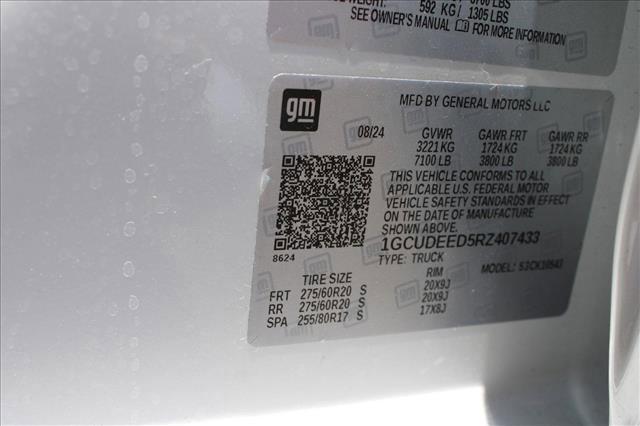 592 KG/ 1305 LBS
SEE OWNER'S MANUAL FOR MORE INFORMATION
gm
MFD BY GENERAL MOTORS LLC
08/24 GVWR GAWR FRT GAWR RR
3221 KG 1724 KG 1724 KG
7100 LB 3800 LB 3800 LB
THIS VEHICLE CONFORMS TO ALL
APPLICABLE U.S. FEDERAL MOTOR
VEHICLE SAFETY STANDARDS IN EFFECT
ON THE DATE OF MANUFACTURE
1GCUDEED5RZ407433
8624
TYPE: TRUCK MODEL: 53CK10543
TIRE SIZE RIM
FRT 275/60R20 S 20X9J
RR 275/60R20 S 20X9J
SPA 255/80R17 S 17X8J